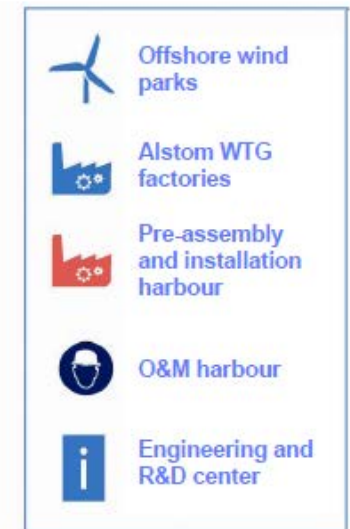 Offshore wind
parks
Alstom WTG
factories
Pre-assembly
and installation
harbour
O&M harbour
i
Engineering and
R&D center